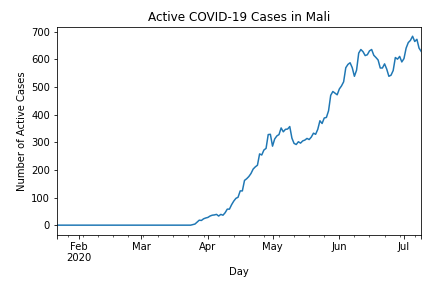 Active COVID-19 Cases in Mali
Number of Active Cases
700
600
500
400
300
200
100
0
Feb Mar Apr May Jun Jul
2020
Day